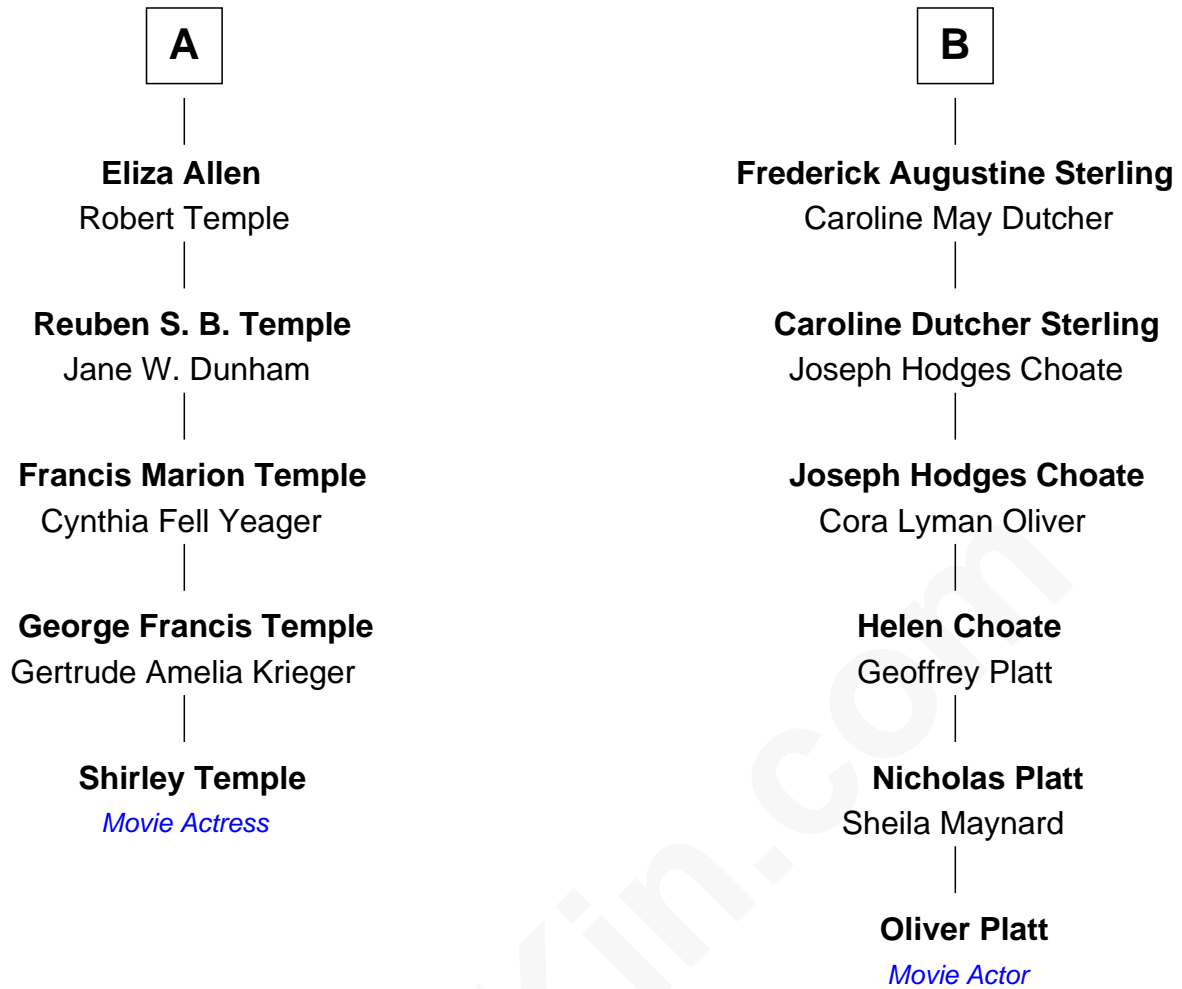 A
Eliza Allen
Robert Temple
Reuben S. B. Temple
Jane W. Dunham
Francis Marion Temple
Cynthia Fell Yeager
George Francis Temple
Gertrude Amelia Krieger
Shirley Temple
Movie Actress
B
Frederick Augustine Sterling
Caroline May Dutcher
Caroline Dutcher Sterling
Joseph Hodges Choate
Joseph Hodges Choate
Cora Lyman Oliver
Helen Choate
Geoffrey Platt
Nicholas Platt
Sheila Maynard
Oliver Platt
Movie Actor
Kin.com